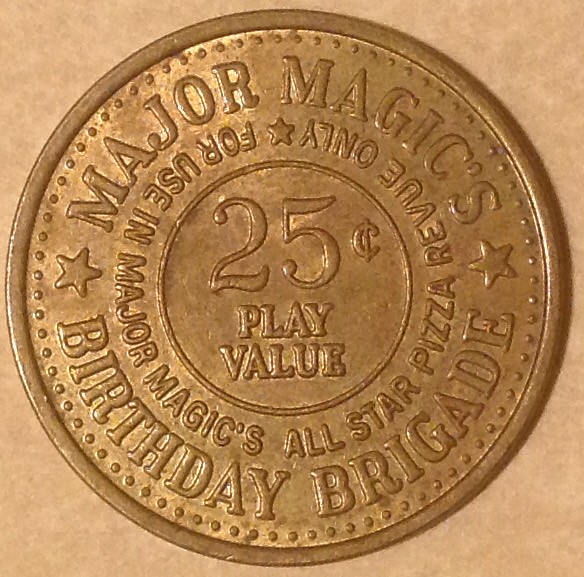 MAJOR MAGIC'S
BIRTHDAY BRIGADE
FOR USE IN MAJOR MAGIC'S ALL STAR PIZZA REVUE ONLY
25¢
PLAY
VALUE